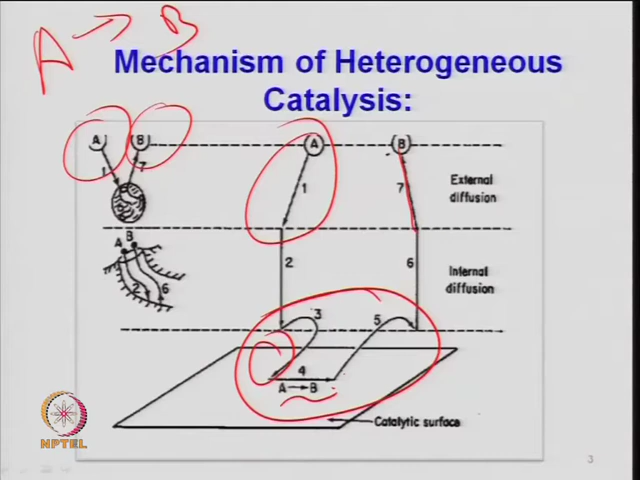 A → B
Mechanism of Heterogeneous
Catalysis:
A B A B
1 7 1 7 External
diffusion
A B
2 6 2 6 Internal
diffusion
3 5
4
A → B
Catalytic surface
NPTEL
3